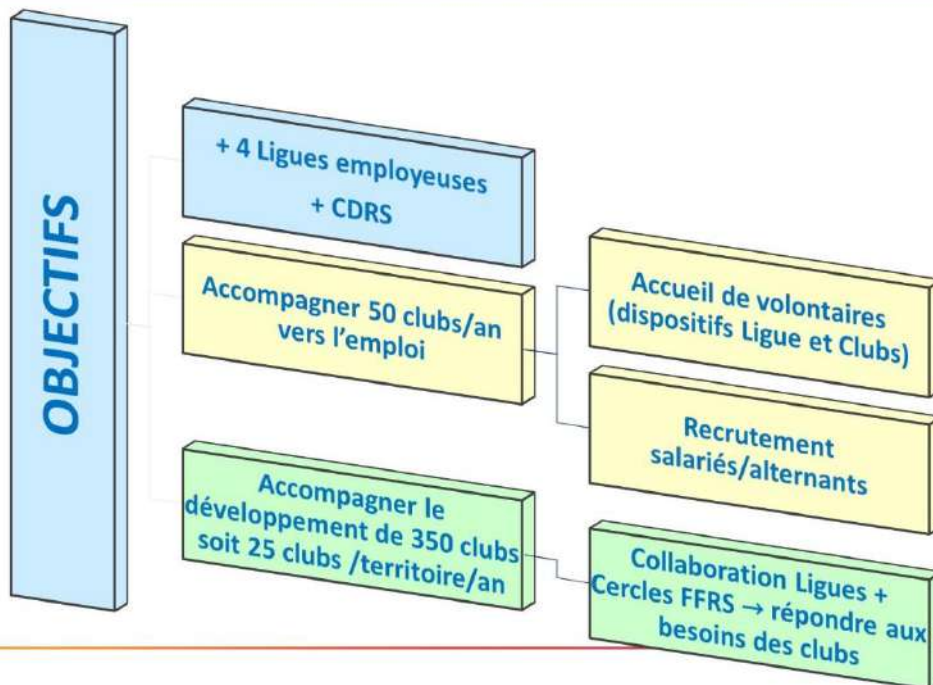 OBJECTIFS
+ 4 Ligues employeuses
+ CDRS
Accompagner 50 clubs/an
vers l'emploi
Accueil de volontaires
(dispositifs Ligue et Clubs)
Recrutement
salariés/alternants
Accompagner le
développement de 350 clubs
soit 25 clubs /territoire/an
Collaboration Ligues +
Cercles FFRS → répondre aux
besoins des clubs